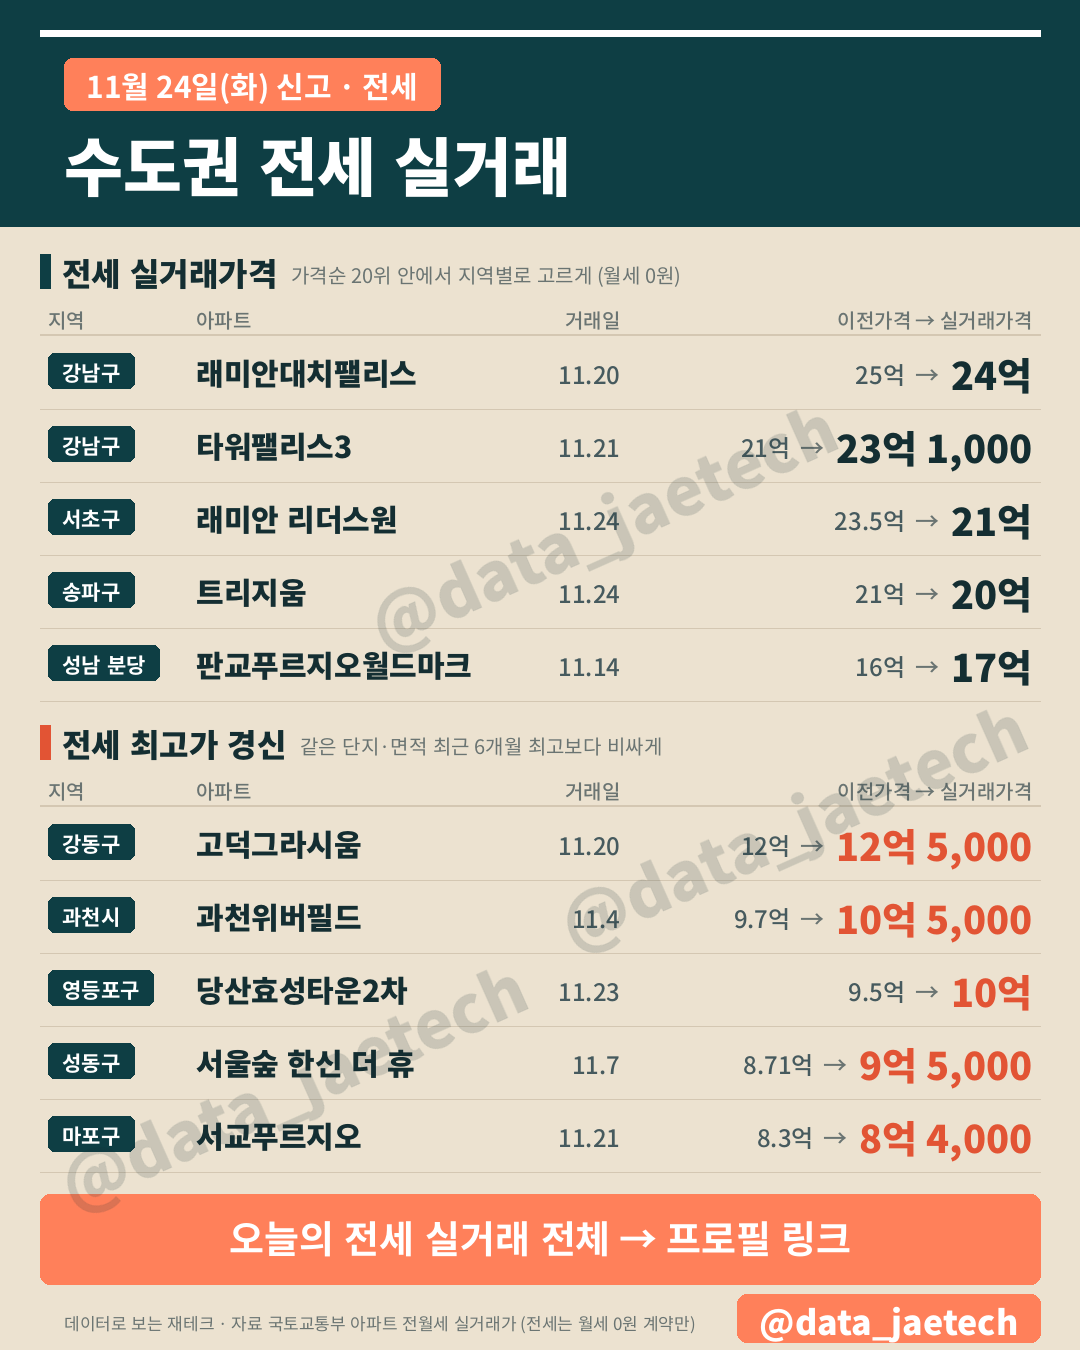 11월 24일(화) 신고 · 전세
수도권 전세 실거래
전세 실거래가격 가격순 20위 안에서 지역별로 고르게 (월세 0원)
지역 아파트 거래일 이전가격 → 실거래가격
강남구 래미안대치팰리스 11.20 25억 → 24억
강남구 타워팰리스3 11.21 21억 → 23억 1,000
서초구 래미안 리더스원 11.24 23.5억 → 21억
송파구 트리지움 11.24 21억 → 20억
성남 분당 판교푸르지오월드마크 11.14 16억 → 17억
전세 최고가 경신 같은 단지·면적 최근 6개월 최고보다 비싸게
지역 아파트 거래일 이전가격 → 실거래가격
강동구 고덕그라시움 11.20 12억 → 12억 5,000
과천시 과천위버필드 11.4 9.7억 → 10억 5,000
영등포구 당산효성타운2차 11.23 9.5억 → 10억
성동구 서울숲 한신 더 휴 11.7 8.71억 → 9억 5,000
마포구 서교푸르지오 11.21 8.3억 → 8억 4,000
오늘의 전세 실거래 전체 → 프로필 링크
데이터로 보는 재테크 · 자료 국토교통부 아파트 전월세 실거래가 (전세는 월세 0원 계약만)
@data_jaetech
@data_jaetech
@data_jaetech
@data_jaetech